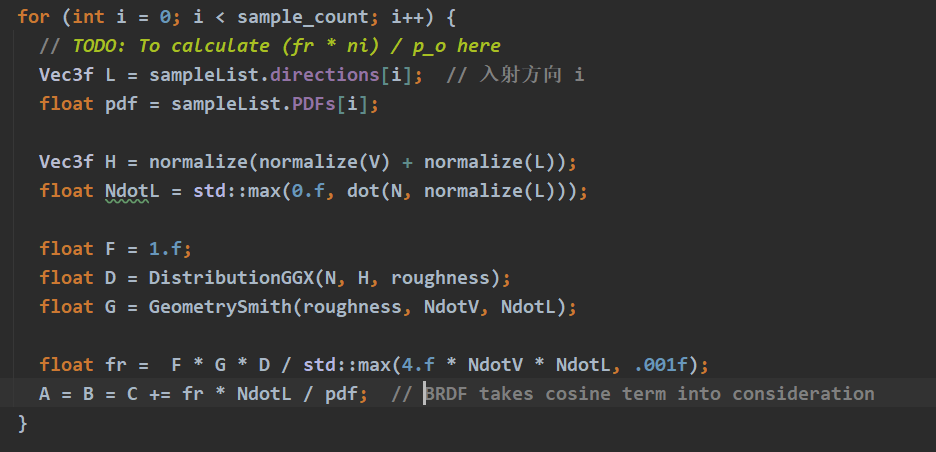 for (int i = 0; i < sample_count; i++) {
// TODO: To calculate (fr * ni) / p_o here
Vec3f L = sampleList.directions[i]; // 入射方向 i
float pdf = sampleList.PDFs[i];
Vec3f H = normalize(normalize(V) + normalize(L));
float NdotL = std::max(0.f, dot(N, normalize(L)));
float F = 1.f;
float D = DistributionGGX(N, H, roughness);
float G = GeometrySmith(roughness, NdotV, NdotL);
float fr =  F * G * D / std::max(4.f * NdotV * NdotL, .001f);
A = B = C += fr * NdotL / pdf; // BRDF takes cosine term into consideration
}